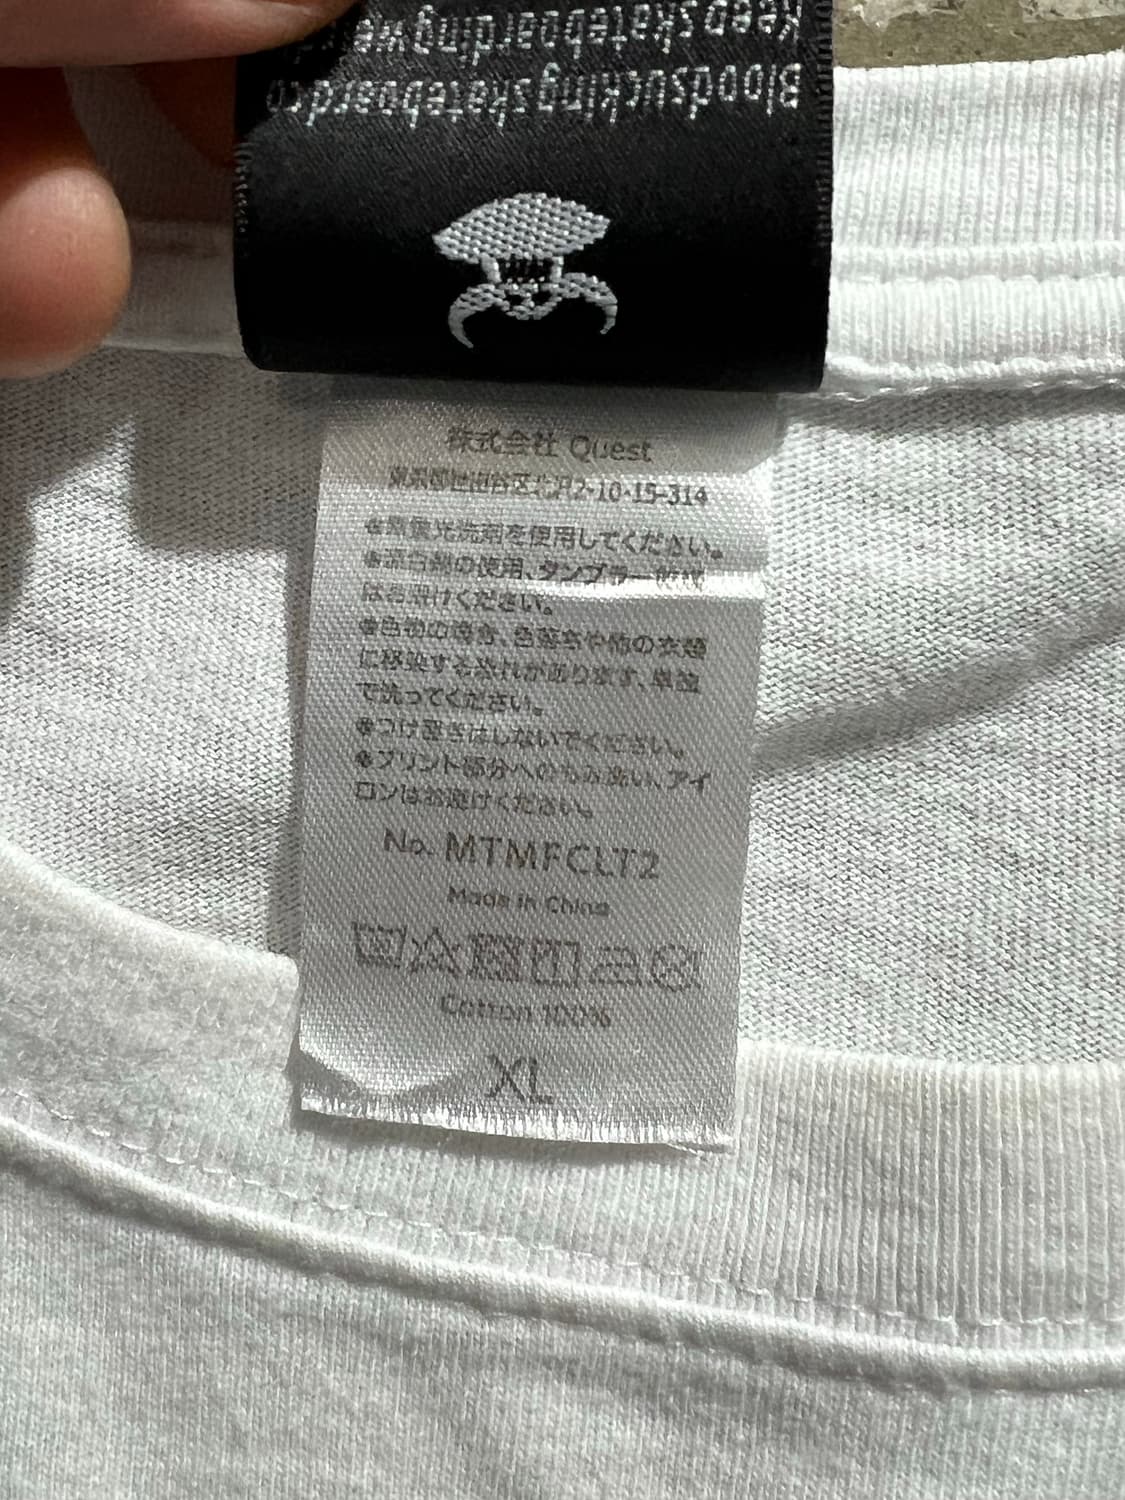 Keepskateboardingwe
Bloodsuckingskateboardco
株式会社 Quest
東京都世田谷区北沢2-10-15-314
●無蛍光洗剤を使用してください。
●漂白剤の使用、タンブラー乾燥
はお避けください。
●色物の場合、色落ちや他の衣類
に移染する恐れがあります、単独
で洗ってください。
●つけ置きはしないでください。
●プリント部分へのもみ洗い、アイ
ロンはお避けください。
No. MTMFCLT2
Made in China
Cotton 100%
XL